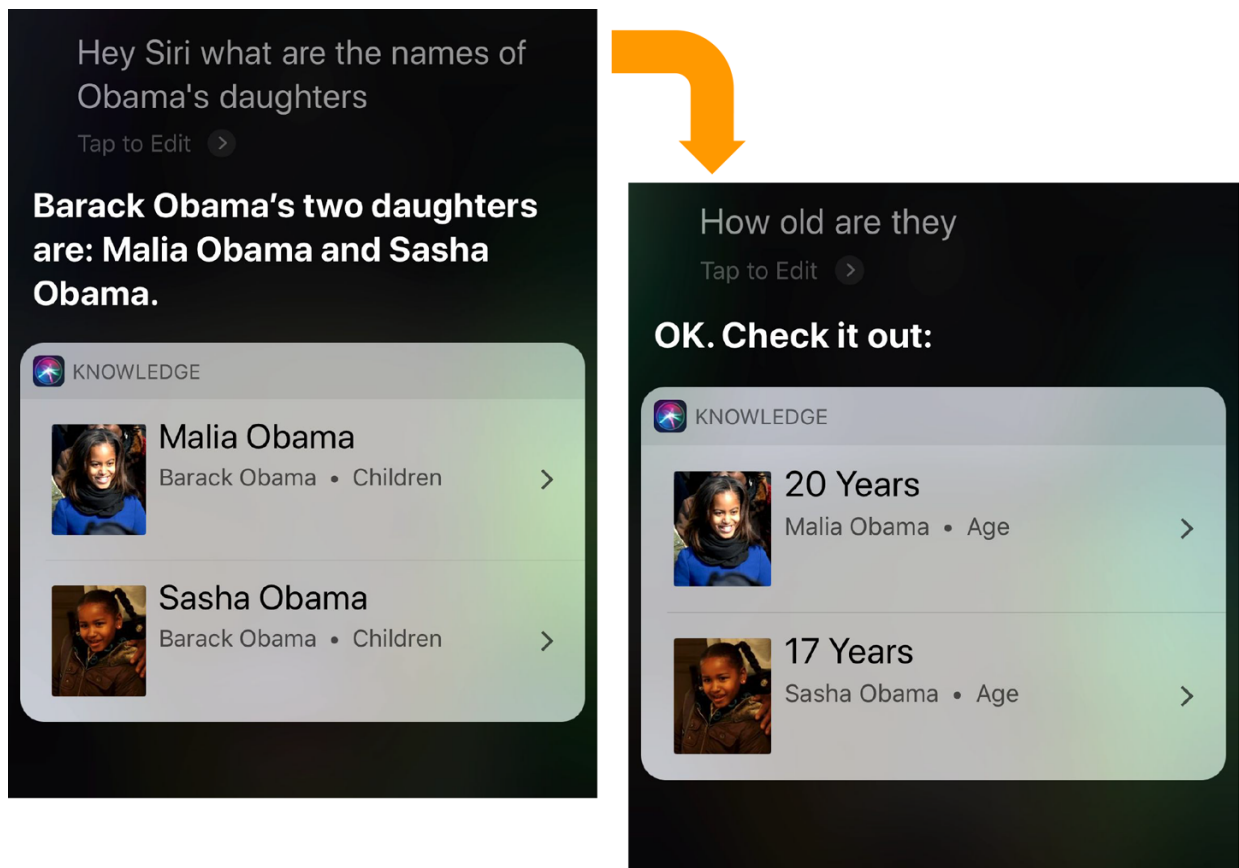 Hey Siri what are the names of
Obama's daughters
Tap to Edit
Barack Obama’s two daughters
are: Malia Obama and Sasha
Obama.
KNOWLEDGE
Malia Obama
Barack Obama • Children
Sasha Obama
Barack Obama • Children
How old are they
Tap to Edit
OK. Check it out:
KNOWLEDGE
20 Years
Malia Obama • Age
17 Years
Sasha Obama • Age